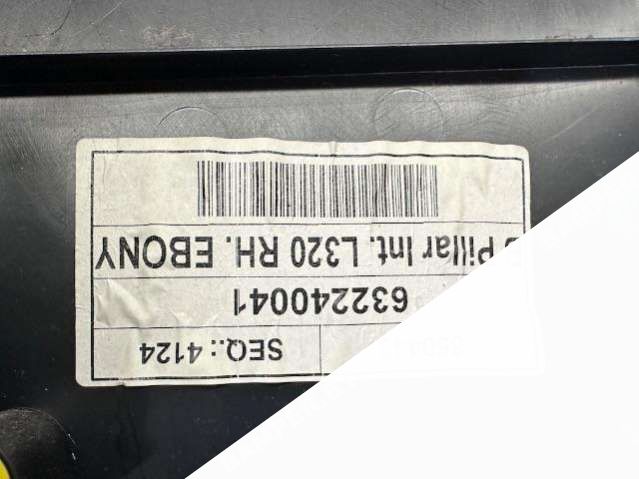 SEQ.: 4124
632240041
Pillar Int. L320 RH. EBONY